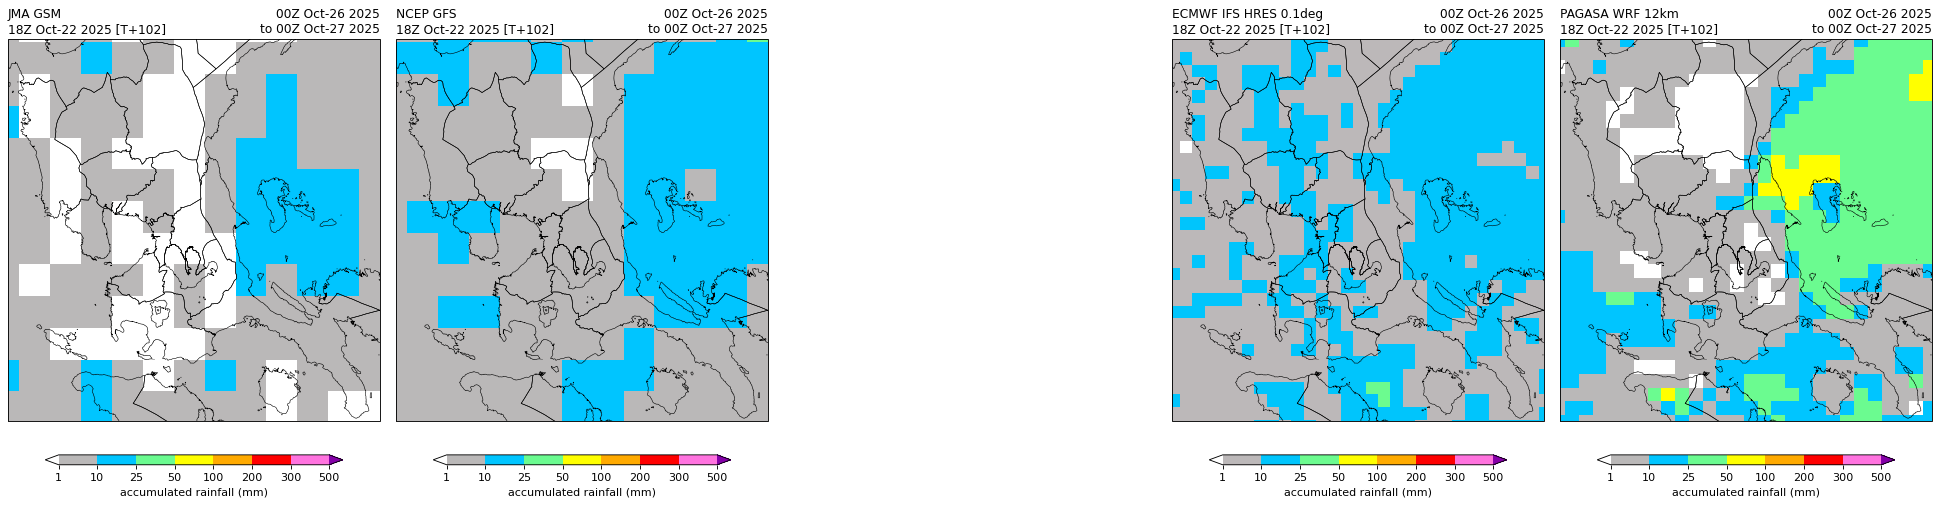 JMA GSM 00Z Oct-26 2025
18Z Oct-22 2025 [T+102] to 00Z Oct-27 2025
1 10 25 50 100 200 300 500
accumulated rainfall (mm)
NCEP GFS 00Z Oct-26 2025
18Z Oct-22 2025 [T+102] to 00Z Oct-27 2025
1 10 25 50 100 200 300 500
accumulated rainfall (mm)
ECMWF IFS HRES 0.1deg 00Z Oct-26 2025
18Z Oct-22 2025 [T+102] to 00Z Oct-27 2025
1 10 25 50 100 200 300 500
accumulated rainfall (mm)
PAGASA WRF 12km 00Z Oct-26 2025
18Z Oct-22 2025 [T+102] to 00Z Oct-27 2025
1 10 25 50 100 200 300 500
accumulated rainfall (mm)